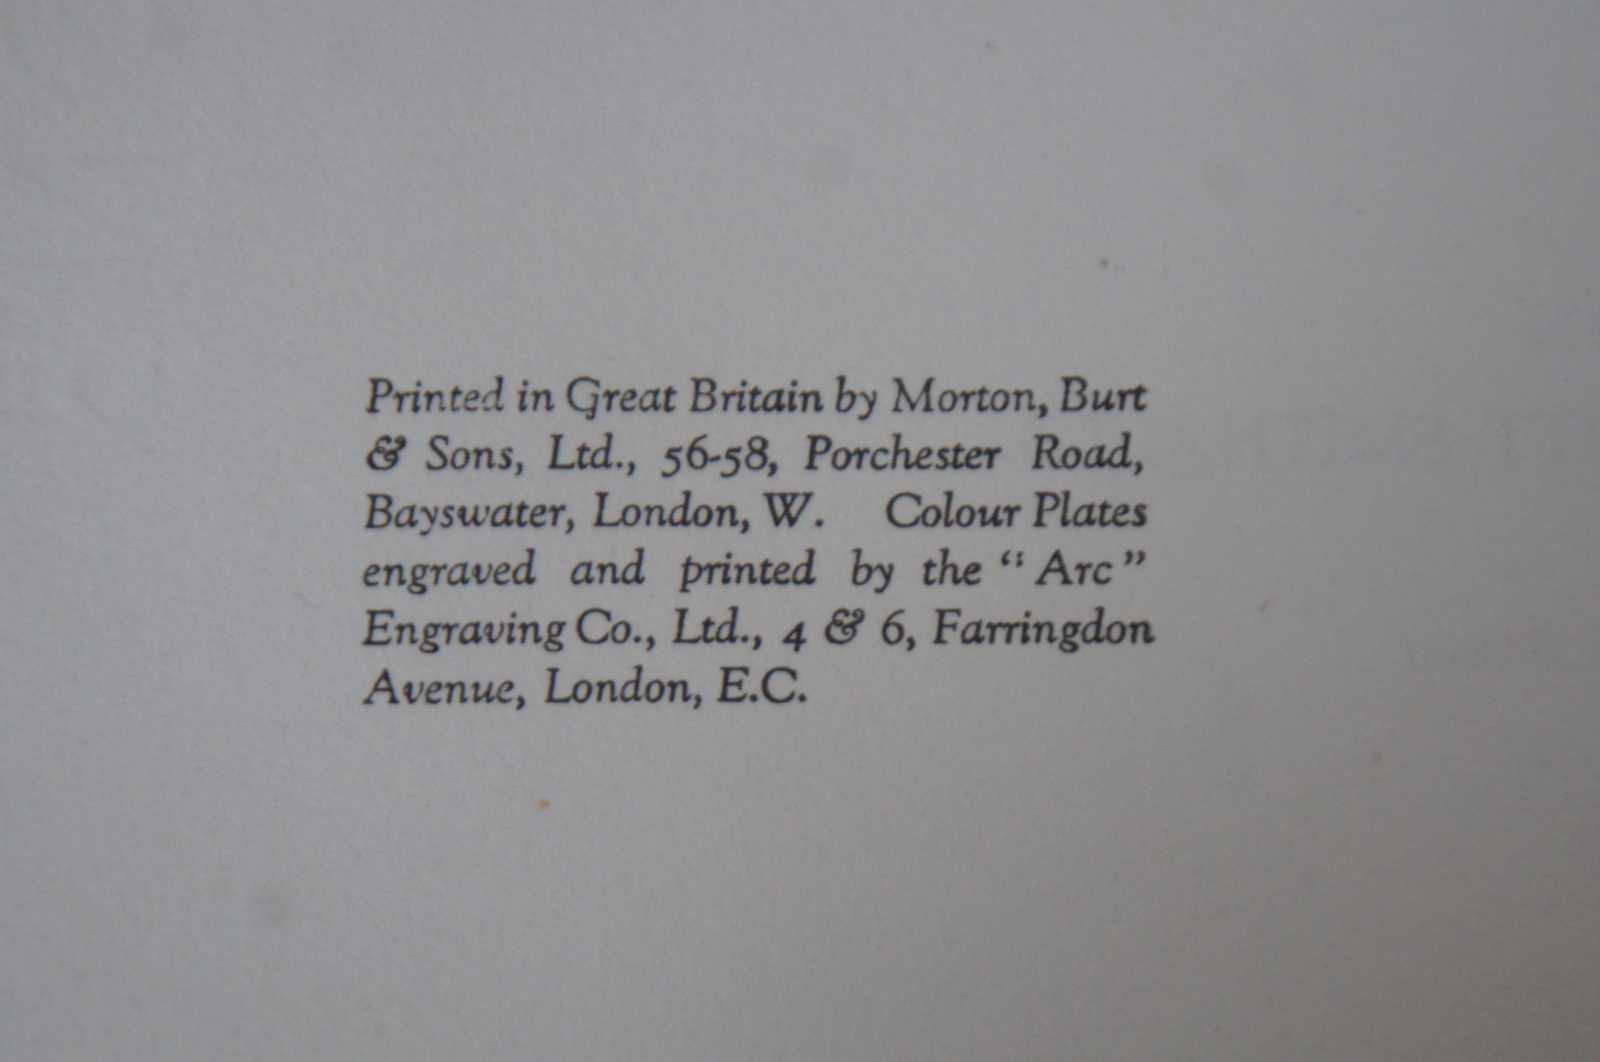 Printed in Great Britain by Morton, Burt
& Sons, Ltd., 56-58, Porchester Road,
Bayswater, London, W. Colour Plates
engraved and printed by the “Arc”
Engraving Co., Ltd., 4 & 6, Farringdon
Avenue, London, E.C.